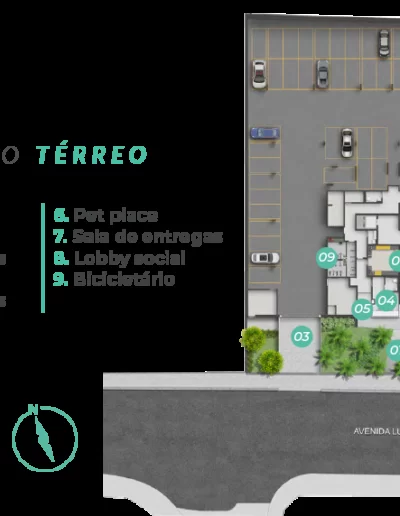 O TÉRREO
6. Pet place
7. Sala de entregas
8. Lobby social
9. Bicicletário
09
04
05
03
N
AVENIDA LU